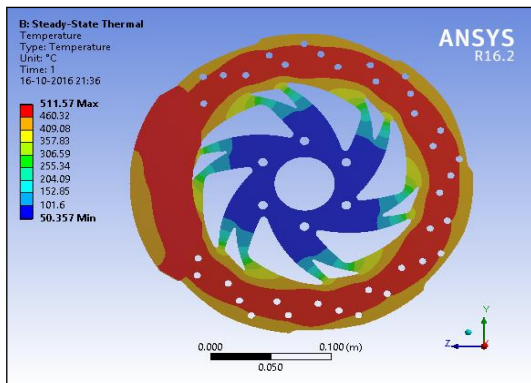 B: Steady-State Thermal
Temperature
Type: Temperature
Unit: °C
Time: 1
16-10-2016 21:36
511.57 Max
460.32
409.08
357.83
306.59
255.34
204.09
152.85
101.6
50.357 Min
ANSYS
R16.2
0.000
0.100 (m)
0.050
Y
Z
X